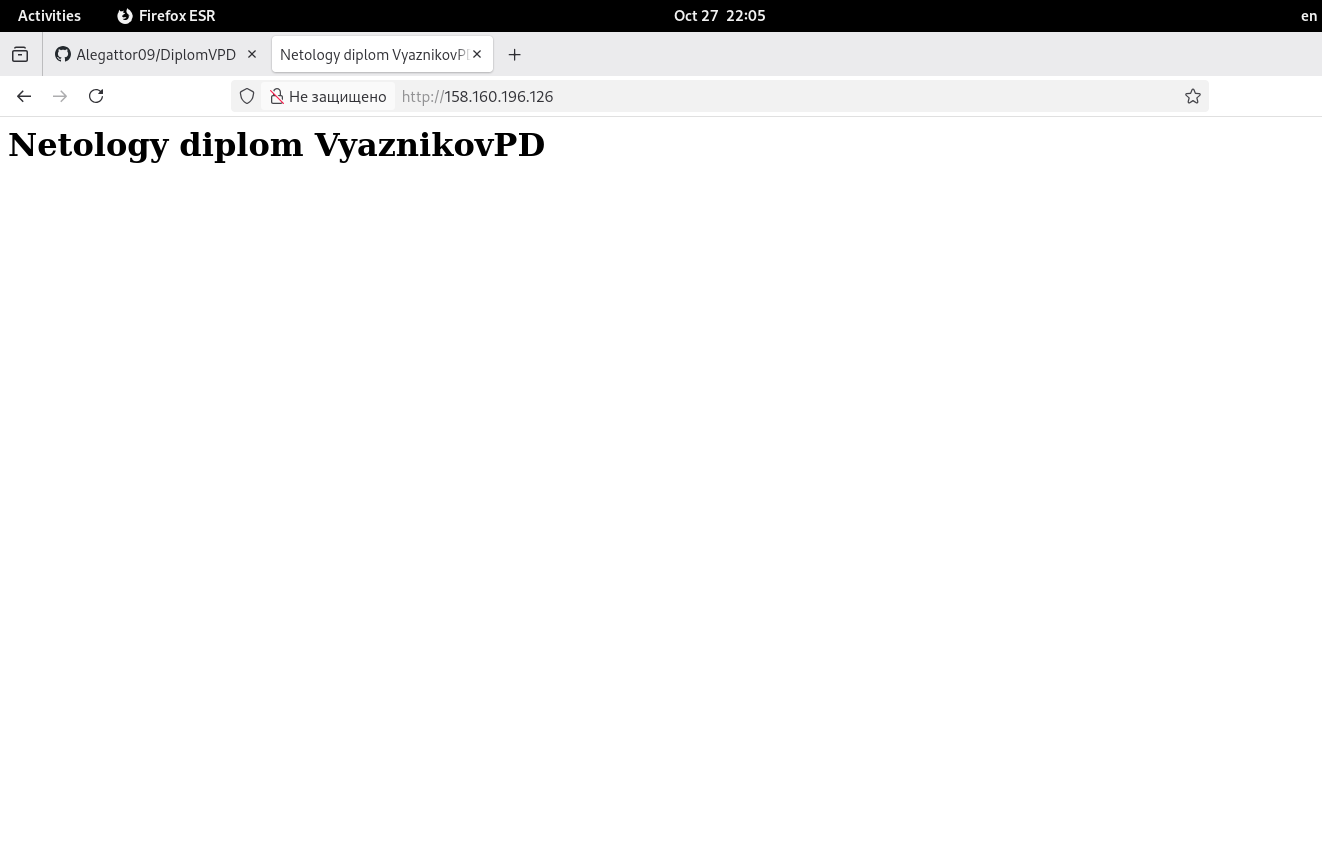 Activities Firefox ESR Oct 27 22:05 en
Alegattor09/DiplomVPD Netology diplom VyaznikovP
Не защищено http://158.160.196.126
Netology diplom VyaznikovPD